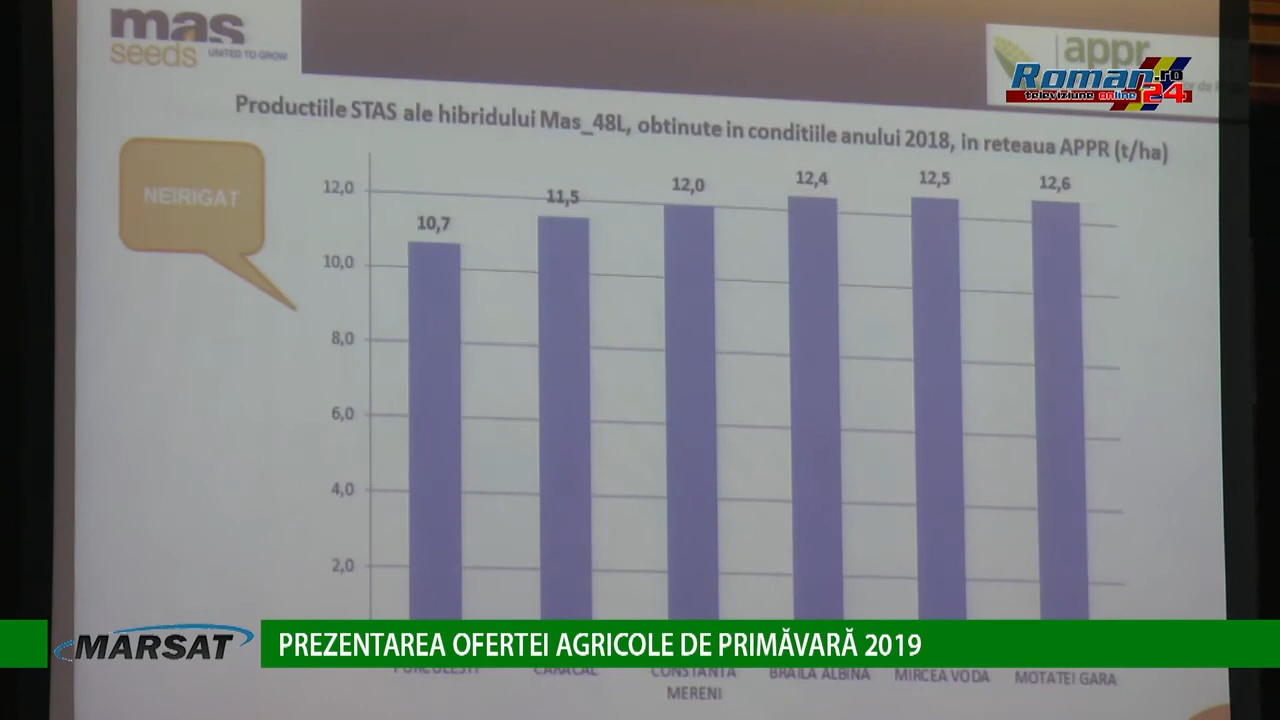 mas
seeds UNITED TO GROW
appr
Roman.ro
televiziune online 24
Productiile STAS ale hibridului Mas_48L, obtinute in conditiile anului 2018, in reteaua APPR (t/ha)
NEIRIGAT
12,0
10,0
8,0
6,0
4,0
2,0
10,7
11,5
12,0
12,4
12,5
12,6
MARSAT
PREZENTAREA OFERTEI AGRICOLE DE PRIMĂVARĂ 2019
CARACAL
CONSTANTA
MERENI
BRAILA ALBINA
MIRCEA VODA
MOTATEI GARA